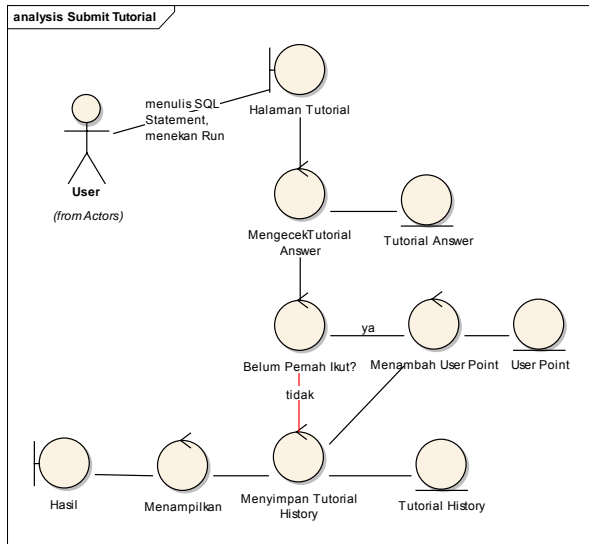 analysis Submit Tutorial
menulis SQL
Statement,
menekan Run
Halaman Tutorial
User
(from Actors)
MengecekTutorial
Answer
Tutorial Answer
ya
Belum Pernah Ikut?
Menambah User Point
User Point
tidak
Hasil
Menampilkan
Menyimpan Tutorial
History
Tutorial History